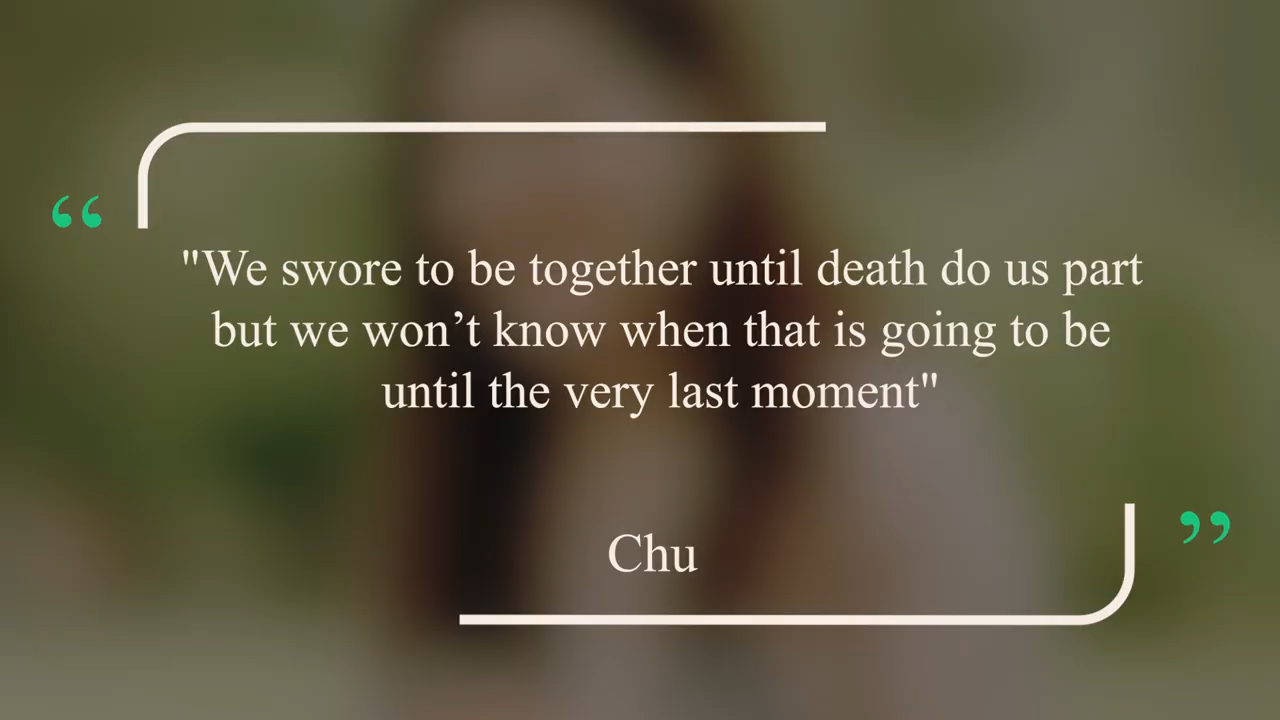 “
"We swore to be together until death do us part
but we won’t know when that is going to be
until the very last moment"
Chu
”